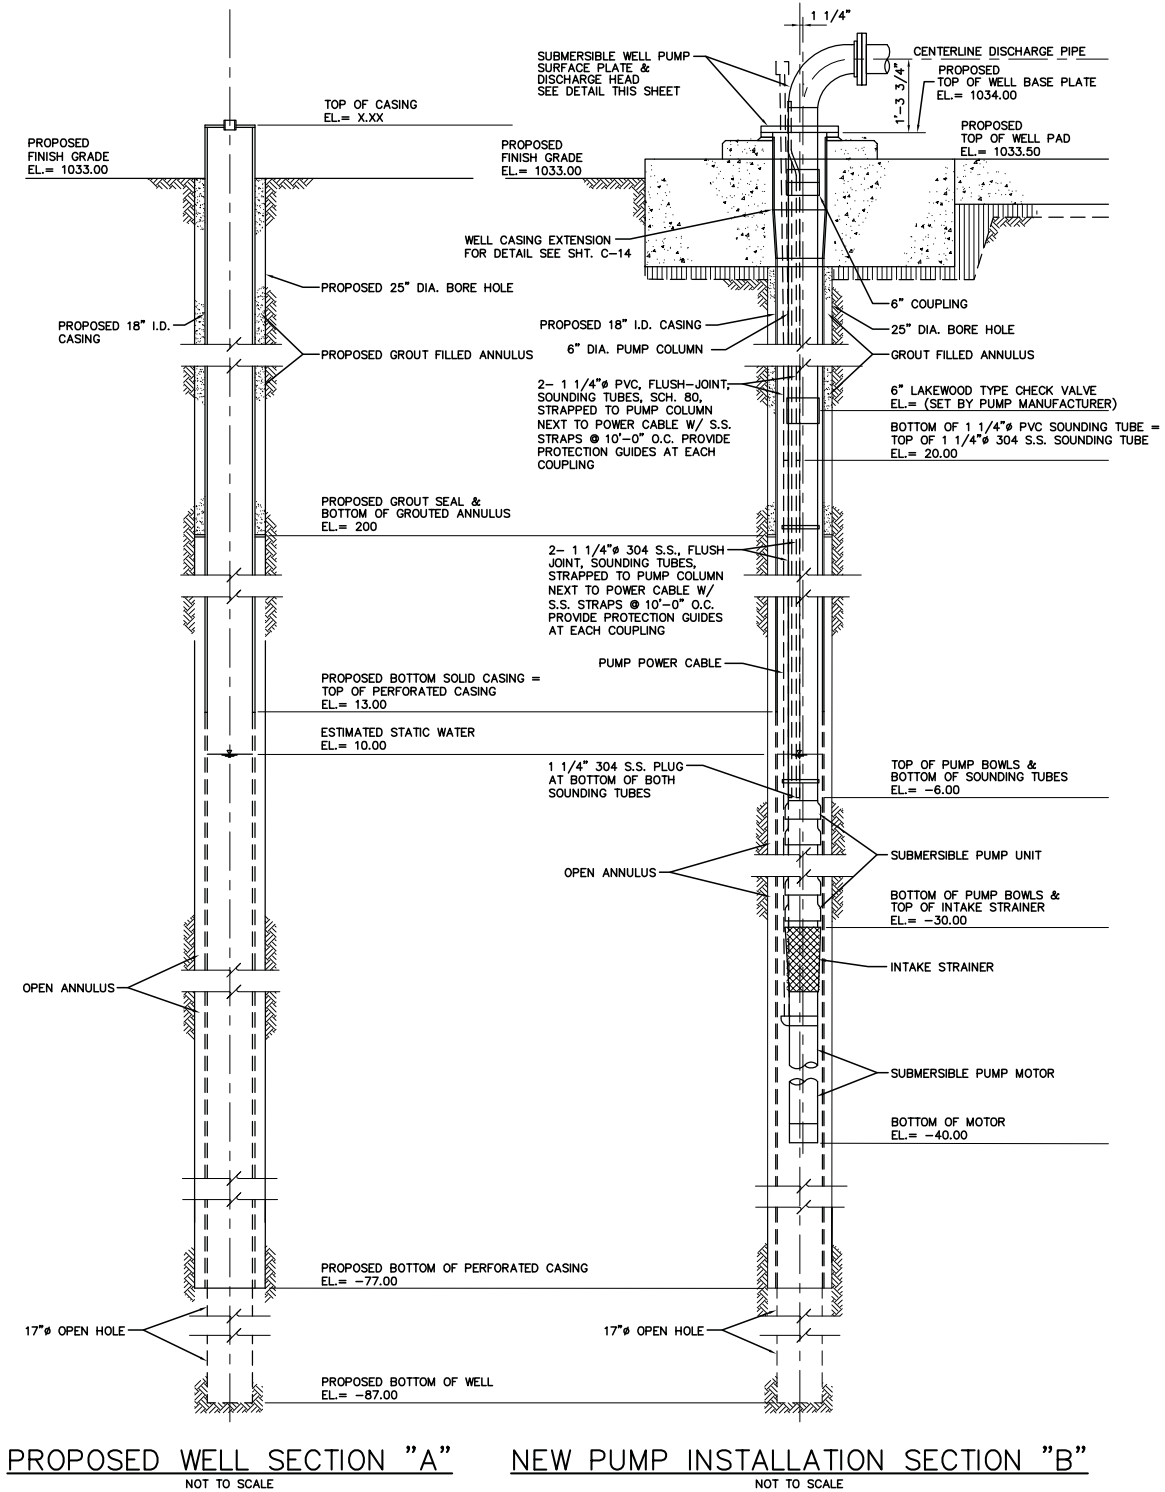 1 1/4"
SUBMERSIBLE WELL PUMP
SURFACE PLATE &
DISCHARGE HEAD
SEE DETAIL THIS SHEET
CENTERLINE DISCHARGE PIPE
1'-3 3/4"
PROPOSED
TOP OF WELL BASE PLATE
EL.= 1034.00
TOP OF CASING
EL.= X.XX
PROPOSED
FINISH GRADE
EL.= 1033.00
PROPOSED
FINISH GRADE
EL.= 1033.00
PROPOSED
TOP OF WELL PAD
EL.= 1033.50
WELL CASING EXTENSION
FOR DETAIL SEE SHT. C-14
PROPOSED 25" DIA. BORE HOLE
6" COUPLING
PROPOSED 18" I.D.
CASING
PROPOSED 18" I.D. CASING
25" DIA. BORE HOLE
6" DIA. PUMP COLUMN
PROPOSED GROUT FILLED ANNULUS
GROUT FILLED ANNULUS
2- 1 1/4"ø PVC, FLUSH-JOINT,
SOUNDING TUBES, SCH. 80,
STRAPPED TO PUMP COLUMN
NEXT TO POWER CABLE W/ S.S.
STRAPS @ 10'-0" O.C. PROVIDE
PROTECTION GUIDES AT EACH
COUPLING
6" LAKEWOOD TYPE CHECK VALVE
EL.= (SET BY PUMP MANUFACTURER)
BOTTOM OF 1 1/4"ø PVC SOUNDING TUBE =
TOP OF 1 1/4"ø 304 S.S. SOUNDING TUBE
EL.= 20.00
PROPOSED GROUT SEAL &
BOTTOM OF GROUTED ANNULUS
EL.= 200
2- 1 1/4"ø 304 S.S., FLUSH
JOINT, SOUNDING TUBES,
STRAPPED TO PUMP COLUMN
NEXT TO POWER CABLE W/
S.S. STRAPS @ 10'-0" O.C.
PROVIDE PROTECTION GUIDES
AT EACH COUPLING
PUMP POWER CABLE
PROPOSED BOTTOM SOLID CASING =
TOP OF PERFORATED CASING
EL.= 13.00
ESTIMATED STATIC WATER
EL.= 10.00
1 1/4" 304 S.S. PLUG
AT BOTTOM OF BOTH
SOUNDING TUBES
TOP OF PUMP BOWLS &
BOTTOM OF SOUNDING TUBES
EL.= -6.00
SUBMERSIBLE PUMP UNIT
OPEN ANNULUS
BOTTOM OF PUMP BOWLS &
TOP OF INTAKE STRAINER
EL.= -30.00
INTAKE STRAINER
OPEN ANNULUS
SUBMERSIBLE PUMP MOTOR
BOTTOM OF MOTOR
EL.= -40.00
PROPOSED BOTTOM OF PERFORATED CASING
EL.= -77.00
17"ø OPEN HOLE
17"ø OPEN HOLE
PROPOSED BOTTOM OF WELL
EL.= -87.00
PROPOSED WELL SECTION "A"
NOT TO SCALE
NEW PUMP INSTALLATION SECTION "B"
NOT TO SCALE